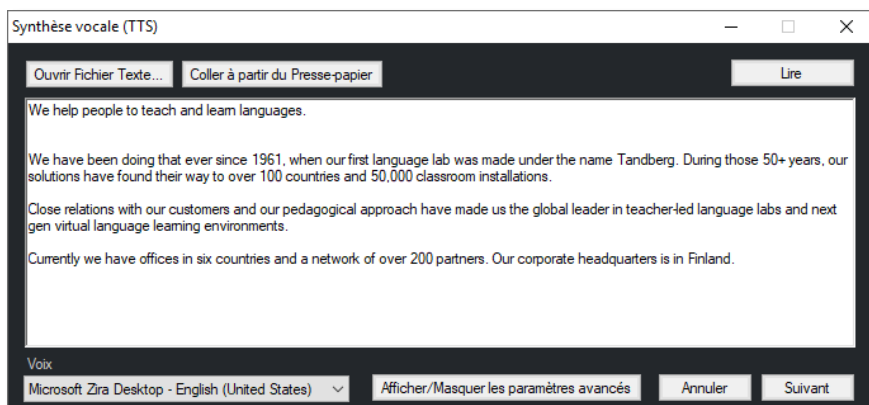 Synthèse vocale (TTS)
Ouvrir Fichier Texte... Coller à partir du Presse-papier Lire
We help people to teach and learn languages.
We have been doing that ever since 1961, when our first language lab was made under the name Tandberg. During those 50+ years, our
solutions have found their way to over 100 countries and 50,000 classroom installations.
Close relations with our customers and our pedagogical approach have made us the global leader in teacher-led language labs and next
gen virtual language learning environments.
Currently we have offices in six countries and a network of over 200 partners. Our corporate headquarters is in Finland.
Voix
Microsoft Zira Desktop - English (United States) Afficher/Masquer les paramètres avancés Annuler Suivant